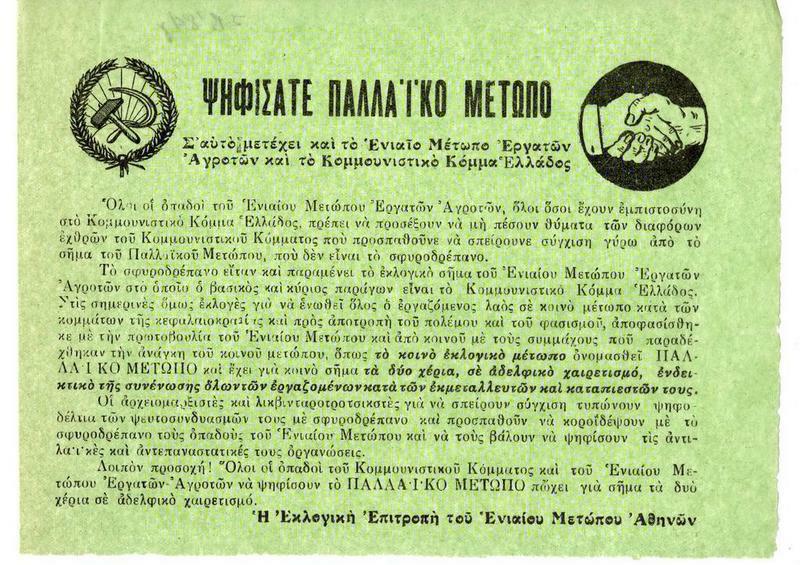 ΨΗΦΙΣΑΤΕ ΠΑΛΛΑΪΚΟ ΜΕΤΩΠΟ
Σ' αὐτὸ μετέχει καὶ τὸ Ἑνιαῖο Μέτωπο Ἐργατῶν
Ἀγροτῶν καὶ τὸ Κομμουνιστικὸ Κόμμα Ἑλλάδος
Ὅλοι οἱ ὀπαδοὶ τοῦ Ἑνιαίου Μετώπου Ἐργατῶν Ἀγροτῶν, ὅλοι ὅσοι ἔχουν ἐμπιστοσύνη
στὸ Κομμουνιστικὸ Κόμμα Ἑλλάδος, πρέπει νὰ προσέξουν νὰ μὴ πέσουν θύματα τῶν διαφόρων
ἐχθρῶν τοῦ Κομμουνιστικοῦ Κόμματος ποὺ προσπαθοῦνε νὰ σπείρουνε σύγχιση γύρω ἀπὸ τὸ
σῆμα τοῦ Παλλαϊκοῦ Μετώπου, ποὺ δὲν εἶναι τὸ σφυροδρέπανο.
Τὸ σφυροδρέπανο εἶταν καὶ παραμένει τὸ ἐκλογικὸ σῆμα τοῦ Ἑνιαίου Μετώπου Ἐργατῶν
Ἀγροτῶν στὸ ὁποῖο ὁ βασικὸς καὶ κύριος παράγων εἶναι τὸ Κομμουνιστικὸ Κόμμα Ἑλλάδος.
Στὶς σημερινὲς ὅμως ἐκλογὲς γιὰ νὰ ἑνωθεῖ ὅλος ὁ ἐργαζόμενος λαὸς σὲ κοινὸ μέτωπο κατὰ τῶν
κομμάτων τῆς κεφαλαιοκρατίας καὶ πρὸς ἀποτροπὴ τοῦ πολέμου καὶ τοῦ φασισμοῦ, ἀποφασίσθη-
κε μὲ τὴν πρωτοβουλία τοῦ Ἑνιαίου Μετώπου καὶ ἀπὸ κοινοῦ μὲ τοὺς συμμάχους ποὺ παραδέ-
χθηκαν τὴν ἀνάγκη τοῦ κοινοῦ μετώπου, ὅπως τὸ κοινὸ ἐκλογικὸ μέτωπο ὀνομασθεῖ ΠΑΛ-
ΛΑ·Ι·ΚΟ ΜΕΤΩΠΟ καὶ ἔχει γιὰ κοινὸ σῆμα τὰ δύο χέρια, σὲ ἀδελφικὸ χαιρετισμό, ἐνδει-
κτικὸ τῆς συνένωσης ὅλων τῶν ἐργαζομένων κατὰ τῶν ἐκμεταλλευτῶν καὶ καταπιεστῶν τους.
Οἱ ἀρχειομαρξιστὲς καὶ λικβινταροτροτσκιστὲς γιὰ νὰ σπείρουν σύγχιση τυπώνουν ψηφο-
δέλτια τῶν ψευτοσυνδυασμῶν τους μὲ σφυροδρέπανο καὶ προσπαθοῦν νὰ κοροϊδέψουν μὲ τὸ
σφυροδρέπανο τοὺς ὀπαδοὺς τοῦ Ἑνιαίου Μετώπου καὶ νὰ τοὺς βάλουν νὰ ψηφίσουν τὶς ἀντι-
λαϊκὲς καὶ ἀντεπαναστατικές τους ὀργανώσεις.
Λοιπὸν προσοχή! Ὅλοι οἱ ὀπαδοὶ τοῦ Κομμουνιστικοῦ Κόμματος καὶ τοῦ Ἑνιαίου Με-
τώπου Ἐργατῶν-Ἀγροτῶν νὰ ψηφίσουν τὸ ΠΑΛΛΑ·Ι·ΚΟ ΜΕΤΩΠΟ πὤχει γιὰ σῆμα τὰ δυὸ
χέρια σὲ ἀδελφικὸ χαιρετισμό.
Ἡ Ἐκλογικὴ Ἐπιτροπὴ τοῦ Ἑνιαίου Μετώπου Ἀθηνῶν